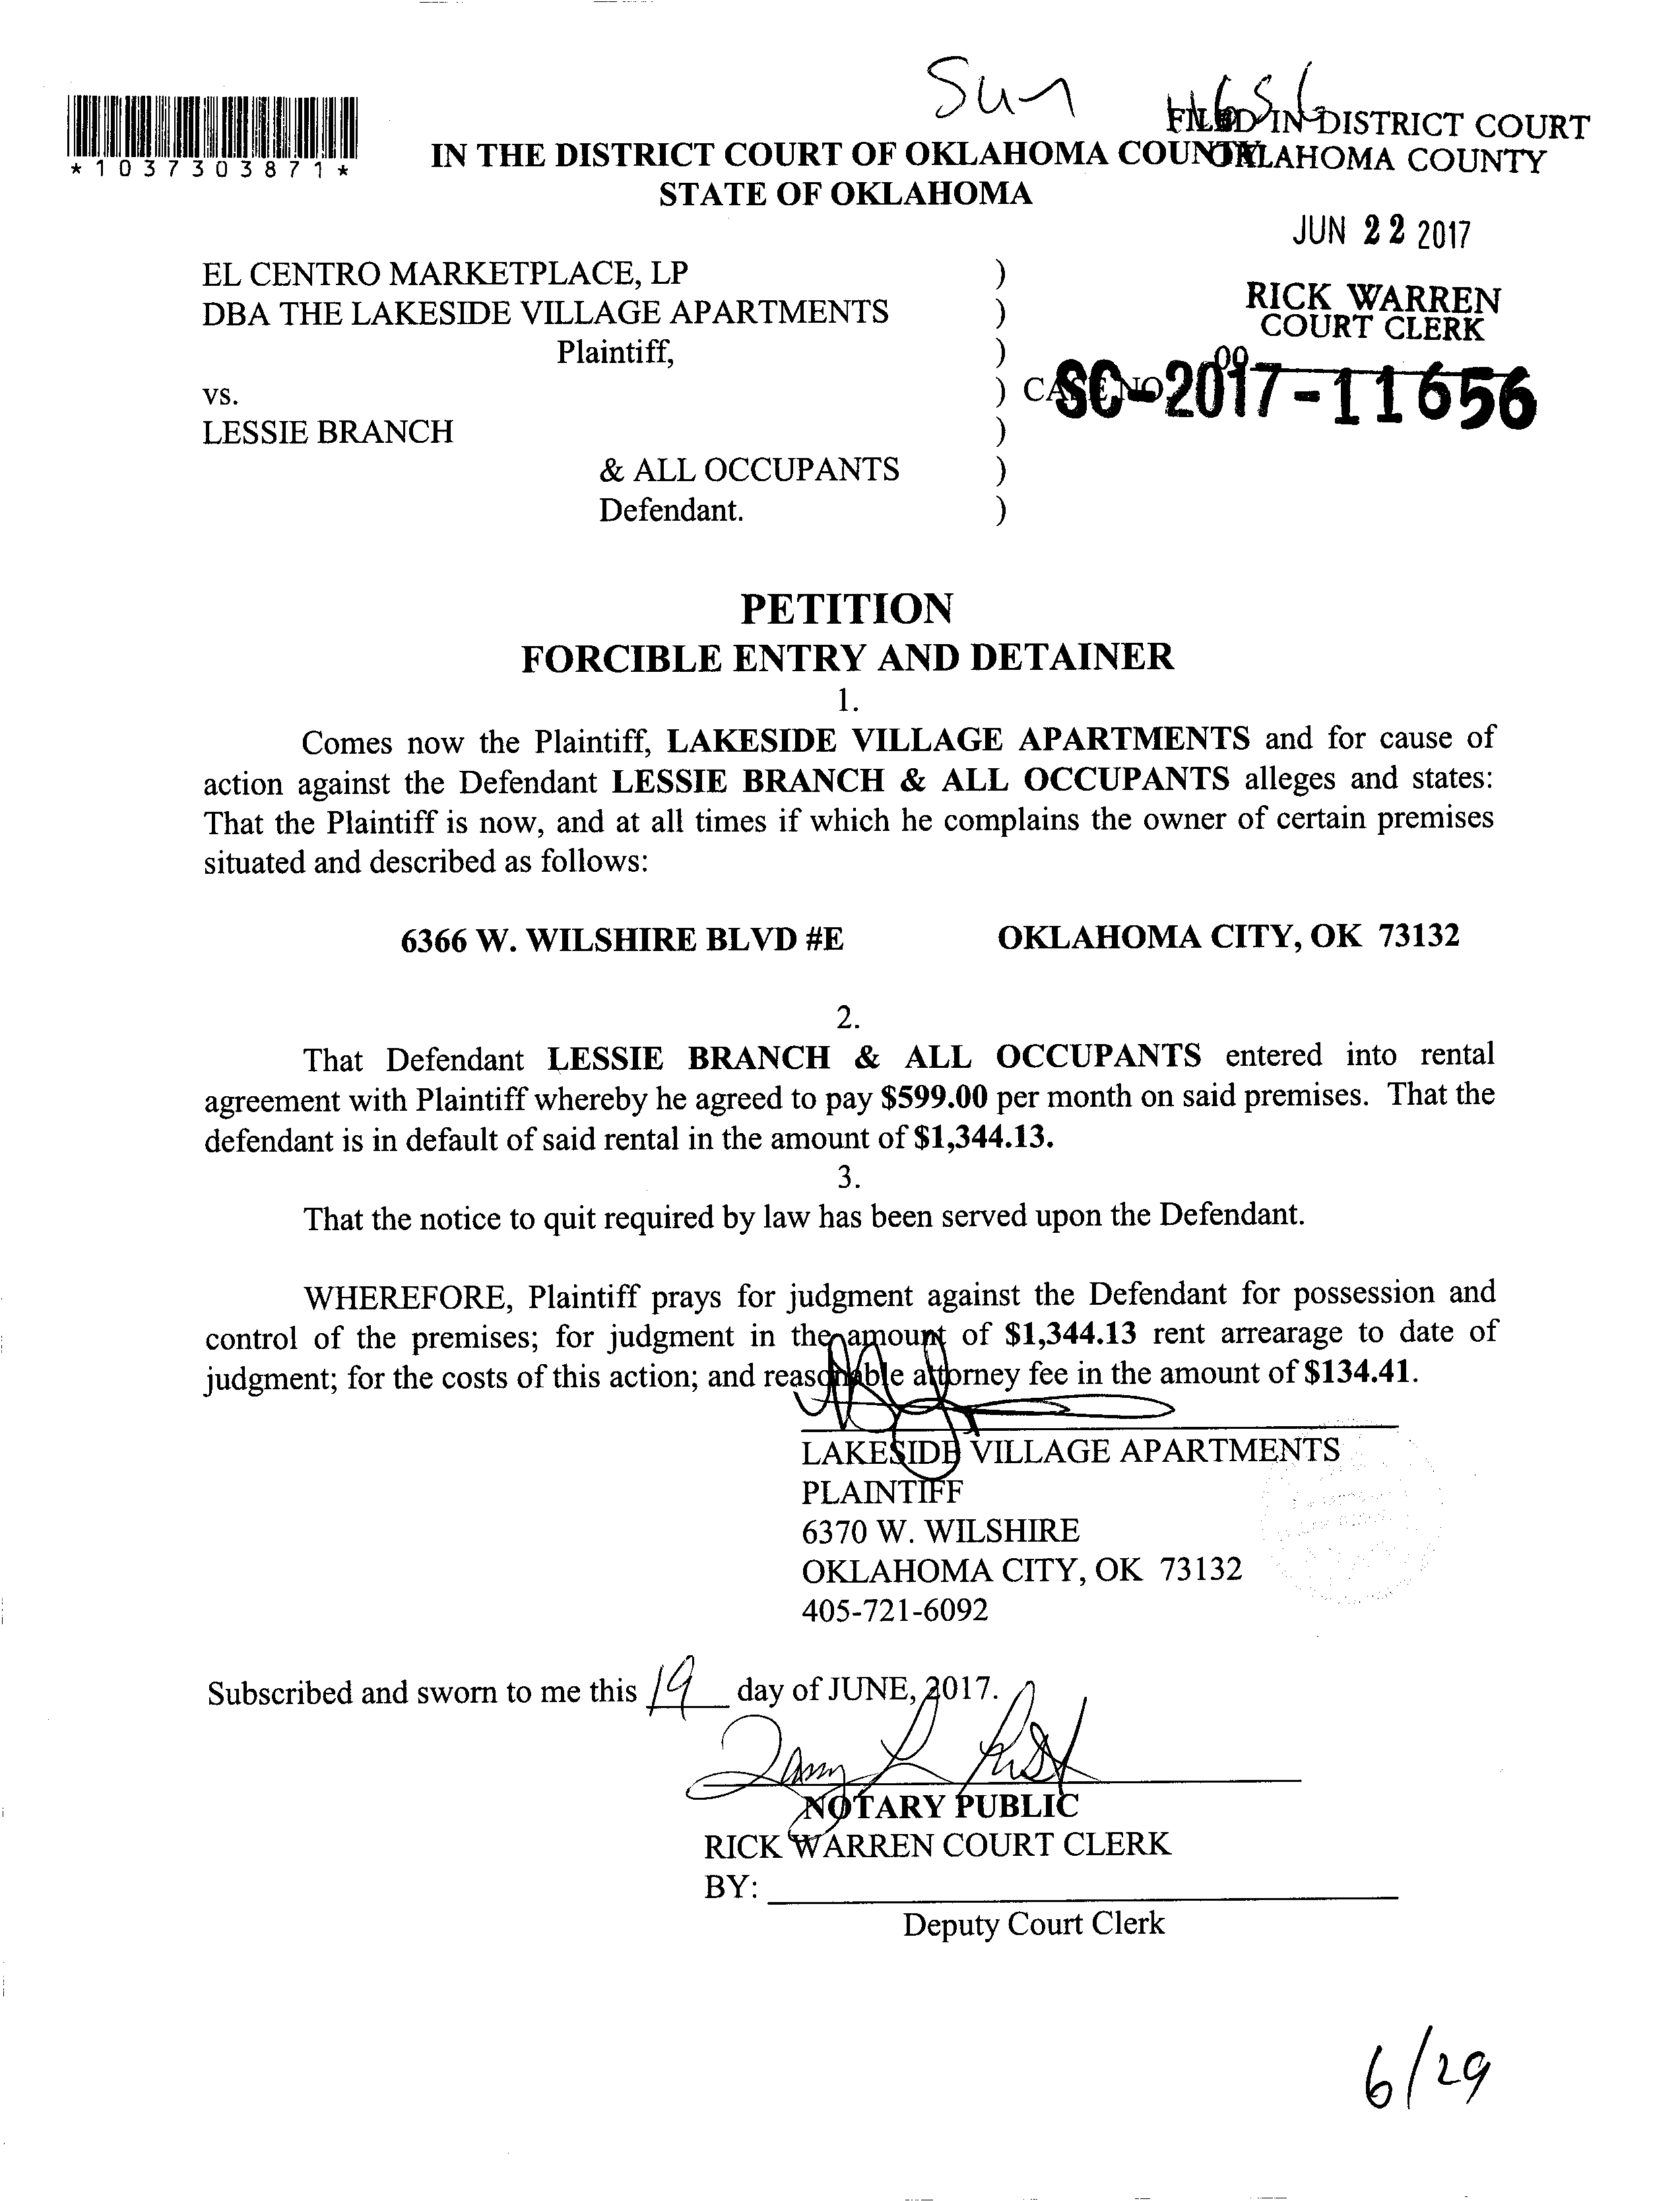 Sun 11656
*1037303871*
FILED IN DISTRICT COURT
OKLAHOMA COUNTY
IN THE DISTRICT COURT OF OKLAHOMA COUNTY
STATE OF OKLAHOMA
JUN 22 2017
RICK WARREN
COURT CLERK
EL CENTRO MARKETPLACE, LP )
DBA THE LAKESIDE VILLAGE APARTMENTS )
Plaintiff, )
vs. ) CASE NO
SC-2017-11656
LESSIE BRANCH )
& ALL OCCUPANTS )
Defendant. )
PETITION
FORCIBLE ENTRY AND DETAINER
1.
Comes now the Plaintiff, LAKESIDE VILLAGE APARTMENTS and for cause of
action against the Defendant LESSIE BRANCH & ALL OCCUPANTS alleges and states:
That the Plaintiff is now, and at all times if which he complains the owner of certain premises
situated and described as follows:
6366 W. WILSHIRE BLVD #E OKLAHOMA CITY, OK 73132
2.
That Defendant LESSIE BRANCH & ALL OCCUPANTS entered into rental
agreement with Plaintiff whereby he agreed to pay $599.00 per month on said premises. That the
defendant is in default of said rental in the amount of $1,344.13.
3.
That the notice to quit required by law has been served upon the Defendant.
WHEREFORE, Plaintiff prays for judgment against the Defendant for possession and
control of the premises; for judgment in the amount of $1,344.13 rent arrearage to date of
judgment; for the costs of this action; and reasonable attorney fee in the amount of $134.41.
LAKESIDE VILLAGE APARTMENTS
PLAINTIFF
6370 W. WILSHIRE
OKLAHOMA CITY, OK 73132
405-721-6092
Subscribed and sworn to me this 19 day of JUNE, 2017.
NOTARY PUBLIC
RICK WARREN COURT CLERK
BY:
Deputy Court Clerk
6/29